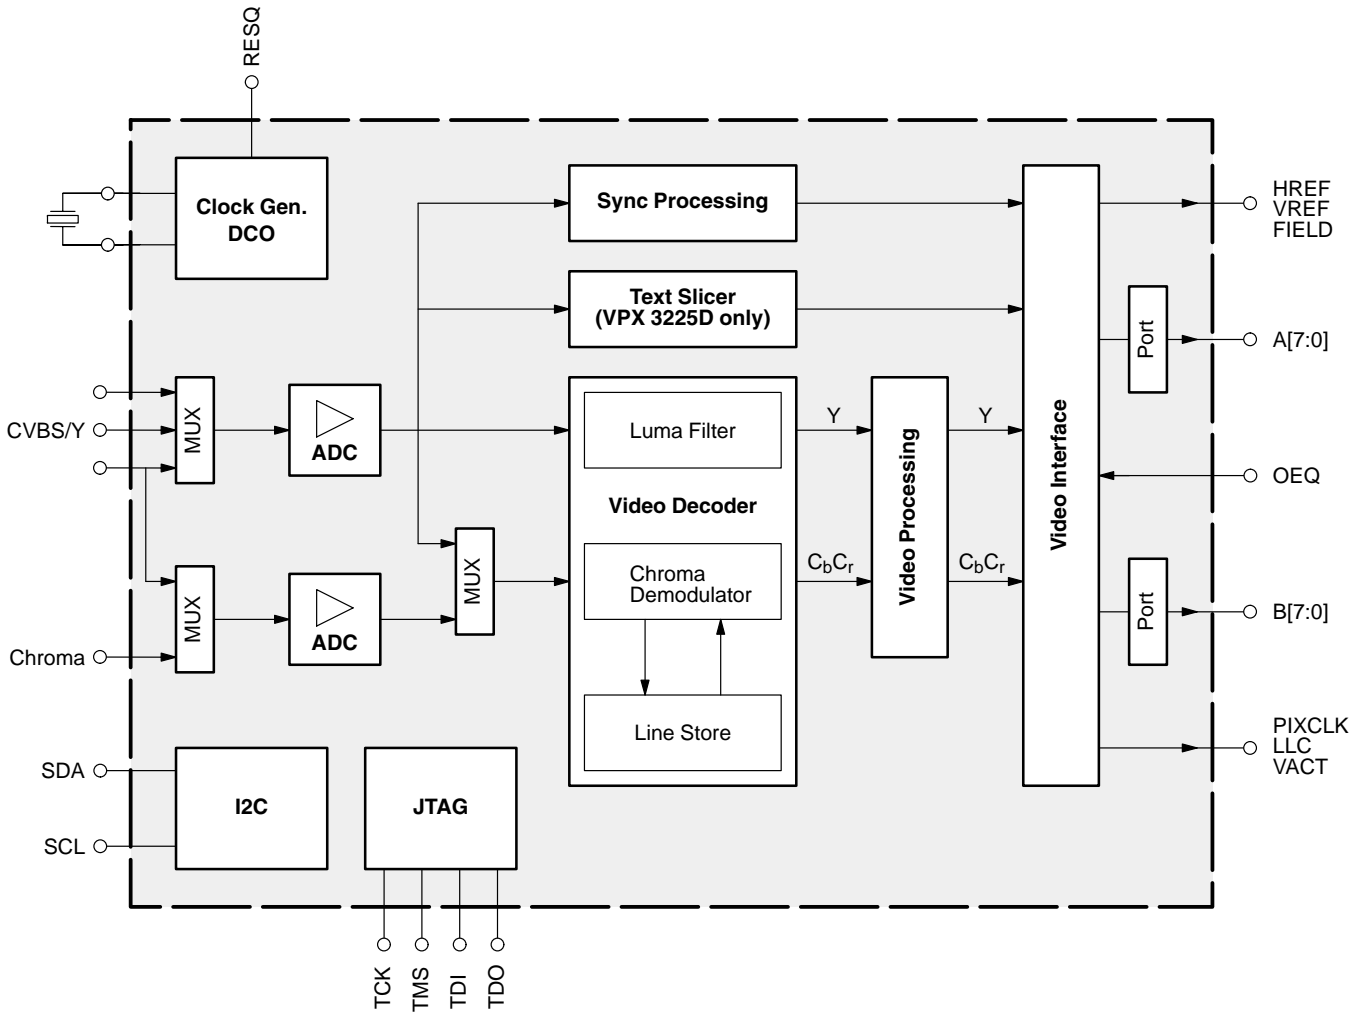 RESQ
Clock Gen.
DCO
Sync Processing
HREF
VREF
FIELD
Text Slicer
(VPX 3225D only)
Port
A[7:0]
CVBS/Y
MUX
ADC
Luma Filter
Y
Video Processing
Y
Video Interface
OEQ
Video Decoder
MUX
Chroma
Demodulator
CbCr
CbCr
MUX
ADC
Port
B[7:0]
Chroma
Line Store
PIXCLK
LLC
VACT
SDA
I2C
SCL
JTAG
TCK
TMS
TDI
TDO